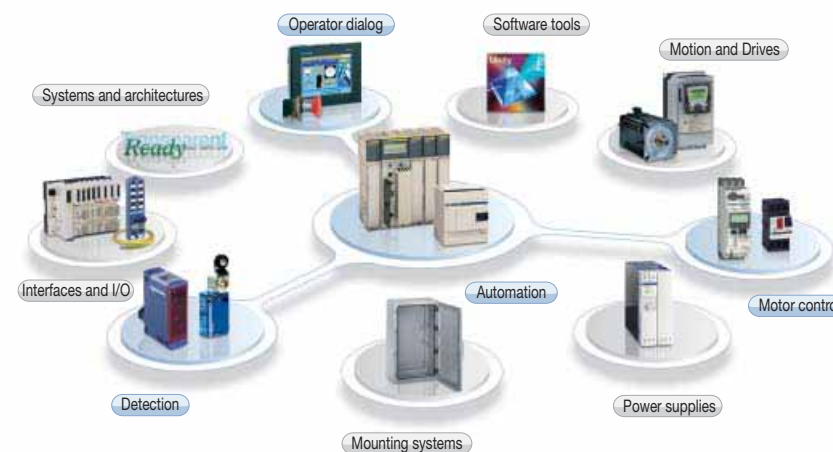 Operator dialog
Software tools
Motion and Drives
Systems and architectures
Transparent
Ready
Interfaces and I/O
Automation
Motor contro
Detection
Power supplies
Mounting systems